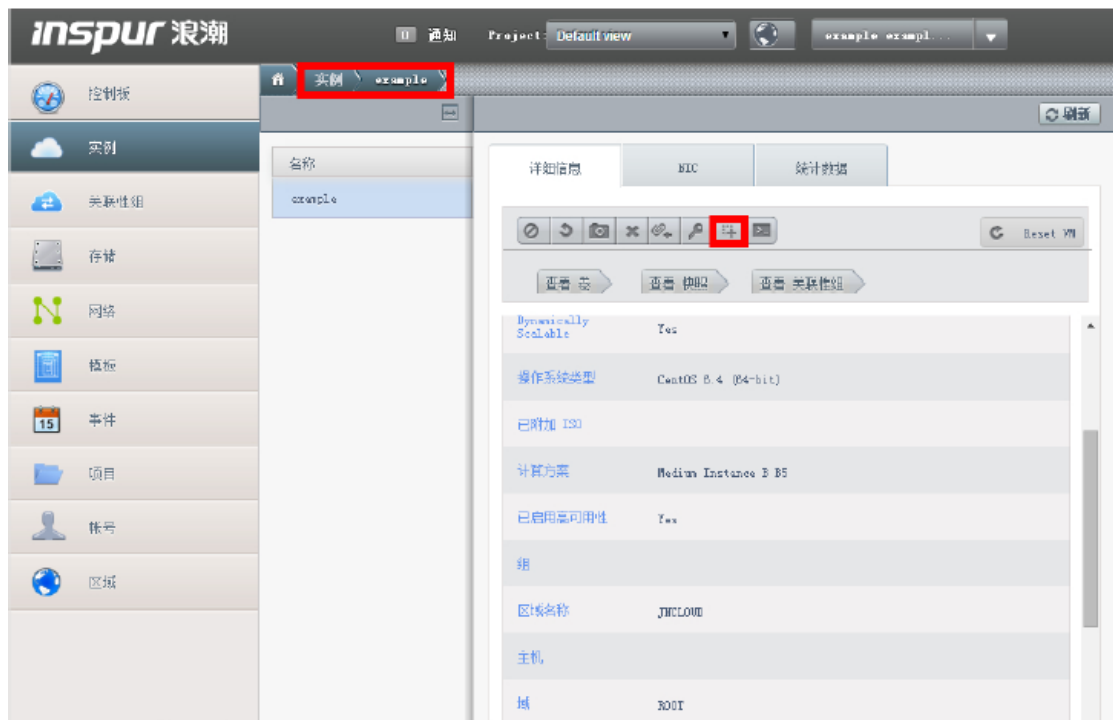 inspur 浪潮
0 通知
Project: Default view
example exampl...
实例 example
刷新
控制板
实例
关联性组
存储
网络
模板
15 事件
项目
帐号
区域
名称
example
详细信息 NIC 统计数据
Reset VM
查看 卷 查看 快照 查看 关联性组
Dynamically Scalable Yes
操作系统类型 CentOS 6.4 (64-bit)
已附加 ISO
计算方案 Medium Instance B B5
已启用高可用性 Yes
组
区域名称 JNCLOUD
主机
域 ROOT